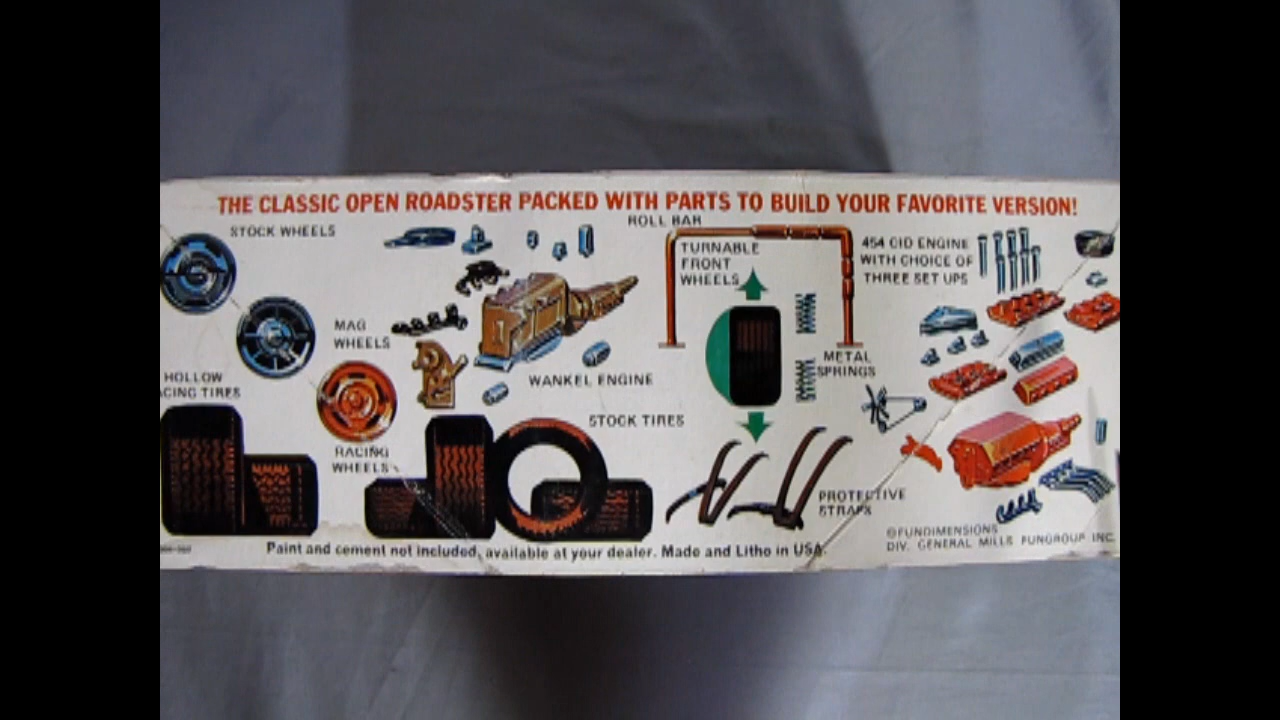 THE CLASSIC OPEN ROADSTER PACKED WITH PARTS TO BUILD YOUR FAVORITE VERSION!
STOCK WHEELS
ROLL BAR
TURNABLE
FRONT
WHEELS
454 CID ENGINE
WITH CHOICE OF
THREE SET UPS
MAG
WHEELS
METAL
SPRINGS
HOLLOW
CING TIRES
WANKEL ENGINE
STOCK TIRES
RACING
WHEELS
PROTECTIVE
STRAPS
©FUNDIMENSIONS
DIV. GENERAL MILLS FUNGROUP INC.
Paint and cement not included, available at your dealer. Made and Litho in USA.